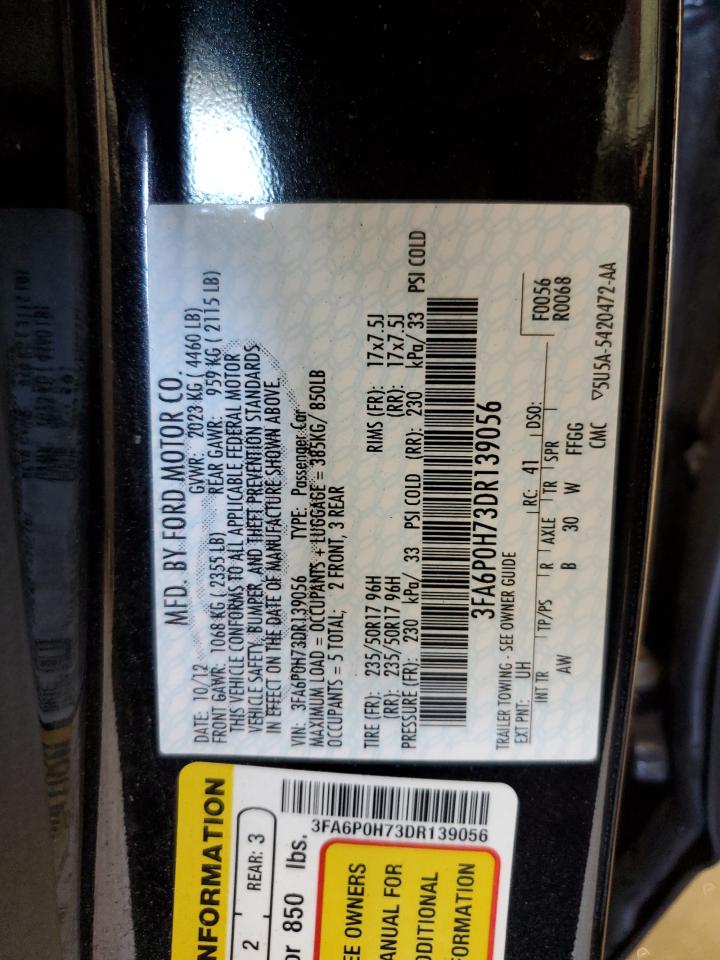 MFD. BY FORD MOTOR CO.
DATE: 10/12 GVWR: 2023 KG / 4460 LB)
FRONT GAWR: 1068 KG ( 2355 LB) REAR GAWR: 959 KG ( 2115 LB)
THIS VEHICLE CONFORMS TO ALL APPLICABLE FEDERAL MOTOR
VEHICLE SAFETY, BUMPER, AND THEFT PREVENTION STANDARDS
IN EFFECT ON THE DATE OF MANUFACTURE SHOWN ABOVE.
VIN: 3FA6P0H73DR139056 TYPE: Passenger Car
MAXIMUM LOAD = OCCUPANTS + LUGGAGE = 385KG/ 850LB
OCCUPANTS = 5 TOTAL; 2 FRONT, 3 REAR
TIRE (FR): 235/50R17 96H RIMS (FR): 17x7.5J
(RR): 235/50R17 96H (RR): 17x7.5J
PRESSURE (FR): 230 kPa/ 33 PSI COLD (RR): 230 kPa/ 33 PSI COLD
3FA6P0H73DR139056
TRAILER TOWING - SEE OWNER GUIDE
EXT PNT: UH RC: 41 DSO: F0056
R0068
INT TR TP/PS R AXLE TR SPR
AW B 30 W FFGG
CMC
▽5U5A-5420472-AA
NFORMATION
2 REAR: 3
or 850 lbs.
3FA6P0H73DR139056
EE OWNERS
ANUAL FOR
DDITIONAL
FORMATION